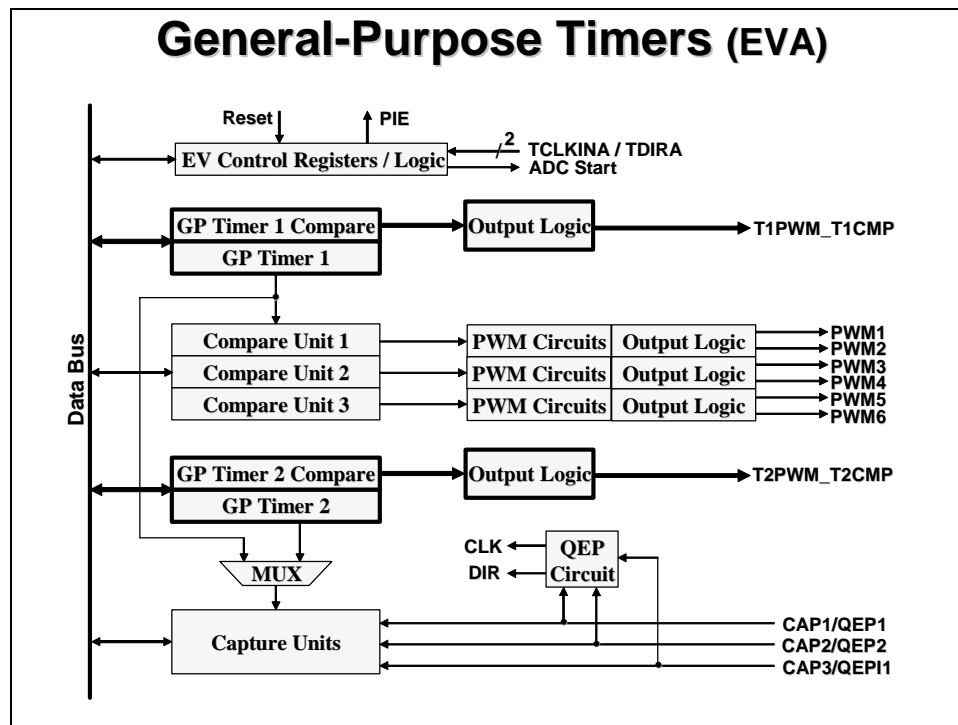 General-Purpose Timers (EVA)
Reset
PIE
2
TCLKINA / TDIRA
EV Control Registers / Logic
ADC Start
GP Timer 1 Compare
Output Logic
T1PWM_T1CMP
GP Timer 1
Data Bus
Compare Unit 1
PWM Circuits
Output Logic
PWM1
PWM2
Compare Unit 2
PWM Circuits
Output Logic
PWM3
PWM4
Compare Unit 3
PWM Circuits
Output Logic
PWM5
PWM6
GP Timer 2 Compare
Output Logic
T2PWM_T2CMP
GP Timer 2
MUX
CLK
DIR
QEP
Circuit
Capture Units
CAP1/QEP1
CAP2/QEP2
CAP3/QEPI1